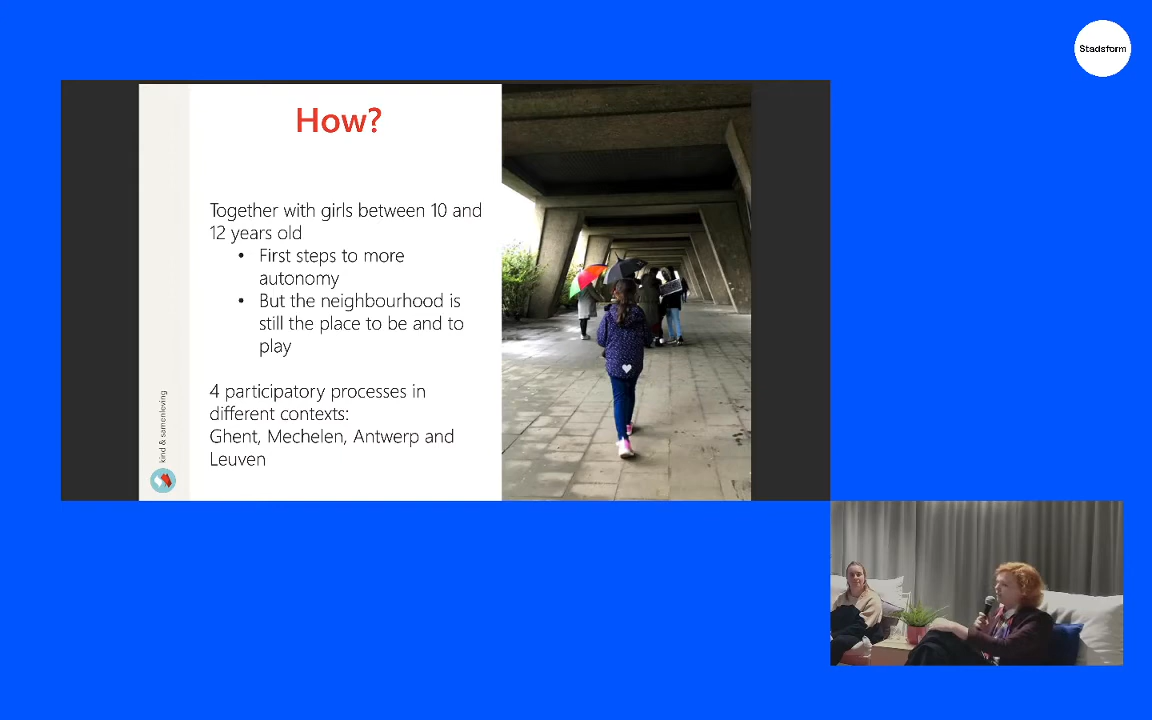 Stadsform
How?
Together with girls between 10 and
12 years old
• First steps to more
autonomy
• But the neighbourhood is
still the place to be and to
play
4 participatory processes in
different contexts:
Ghent, Mechelen, Antwerp and
Leuven
kind & samenleving